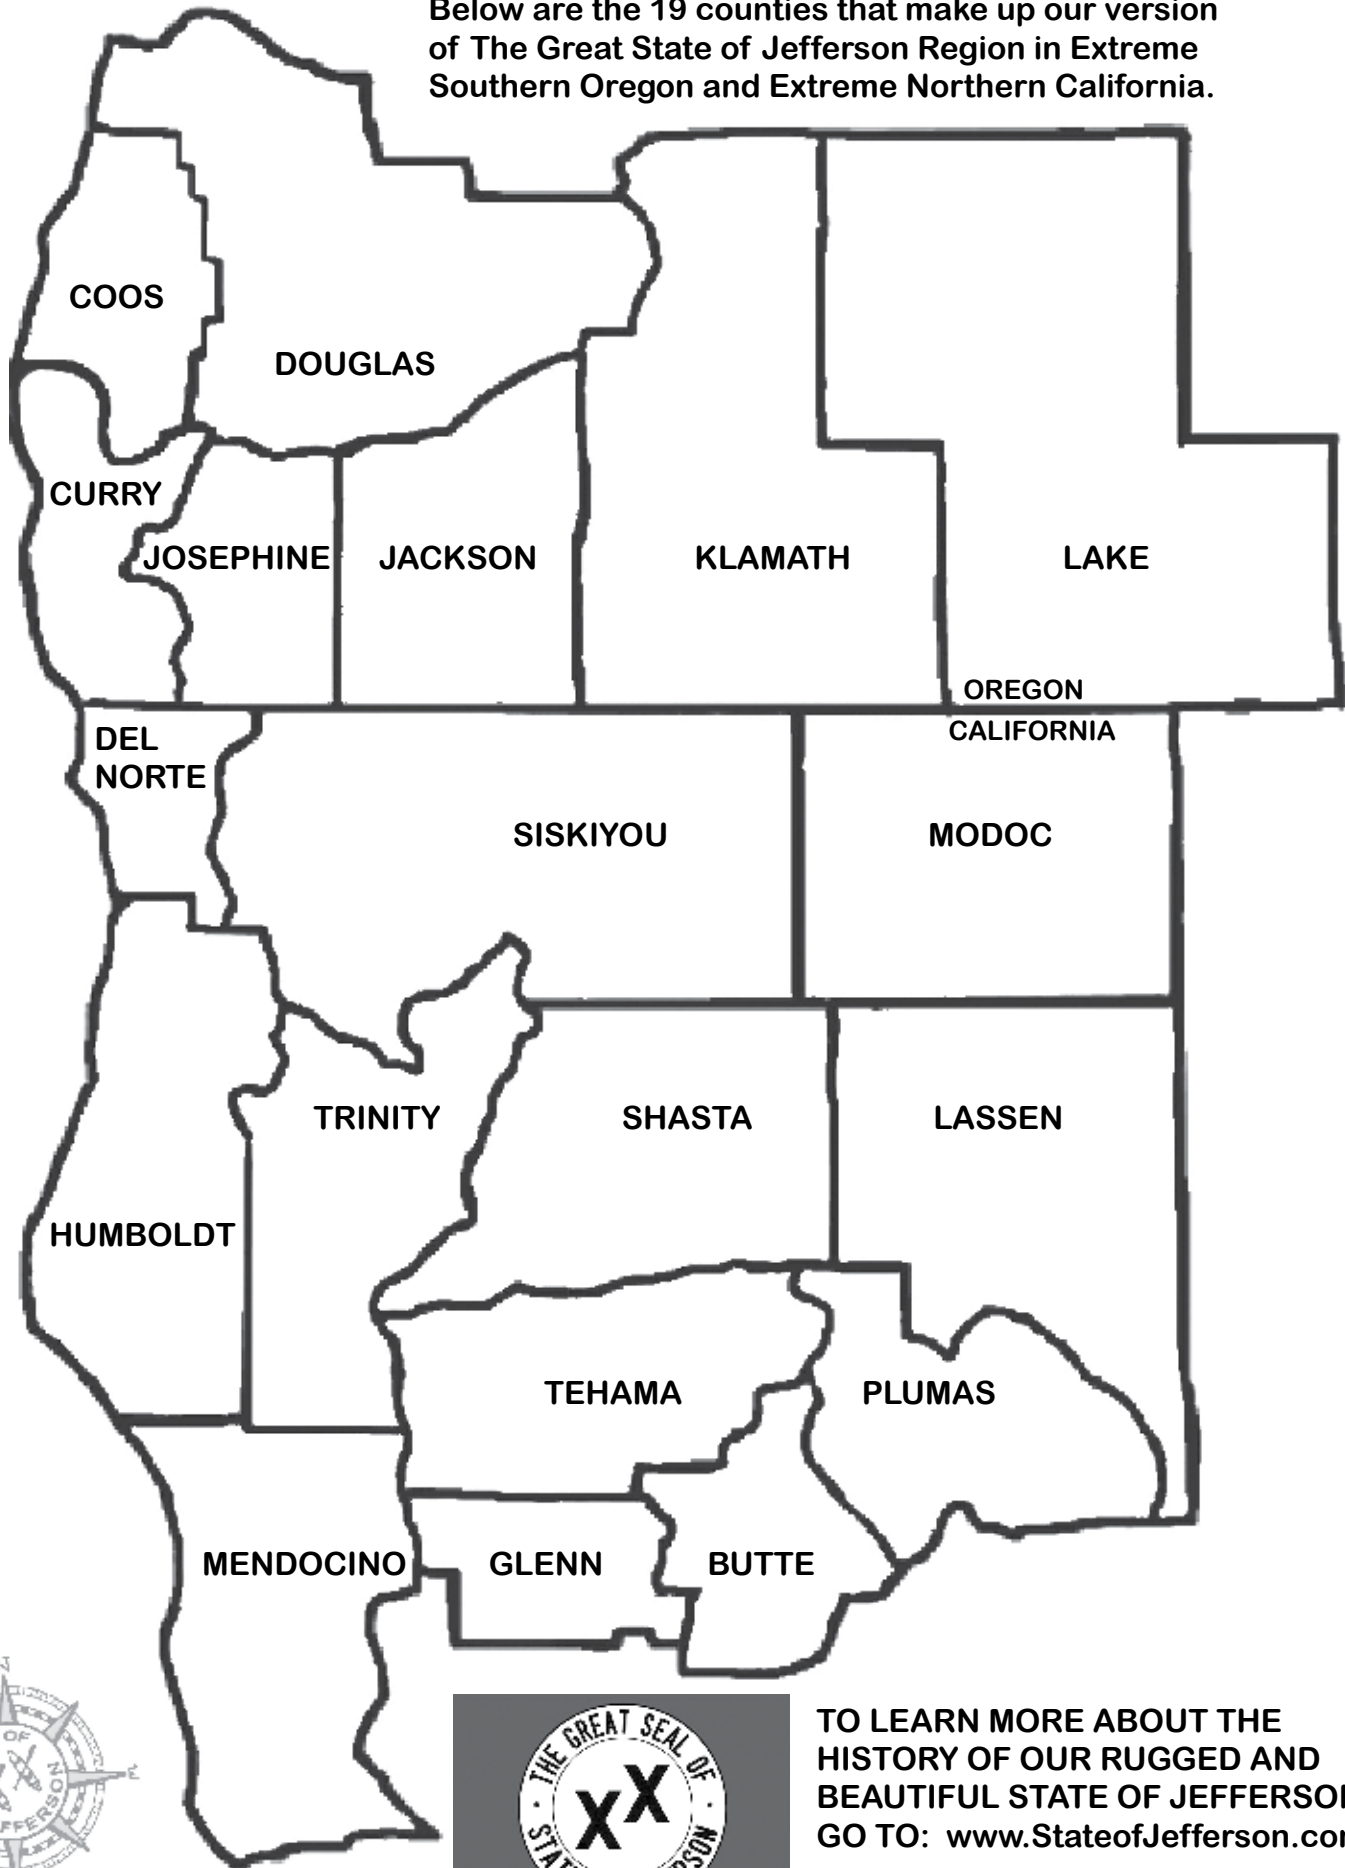 Below are the 19 counties that make up our version
of The Great State of Jefferson Region in Extreme
Southern Oregon and Extreme Northern California.
COOS
DOUGLAS
CURRY
JOSEPHINE
JACKSON
KLAMATH
LAKE
OREGON
CALIFORNIA
DEL
NORTE
SISKIYOU
MODOC
TRINITY
SHASTA
LASSEN
HUMBOLDT
TEHAMA
PLUMAS
MENDOCINO
GLENN
BUTTE
OF
N
E
THE GREAT SEAL OF
XX
TO LEARN MORE ABOUT THE
HISTORY OF OUR RUGGED AND
BEAUTIFUL STATE OF JEFFERSON
GO TO: www.StateofJefferson.com